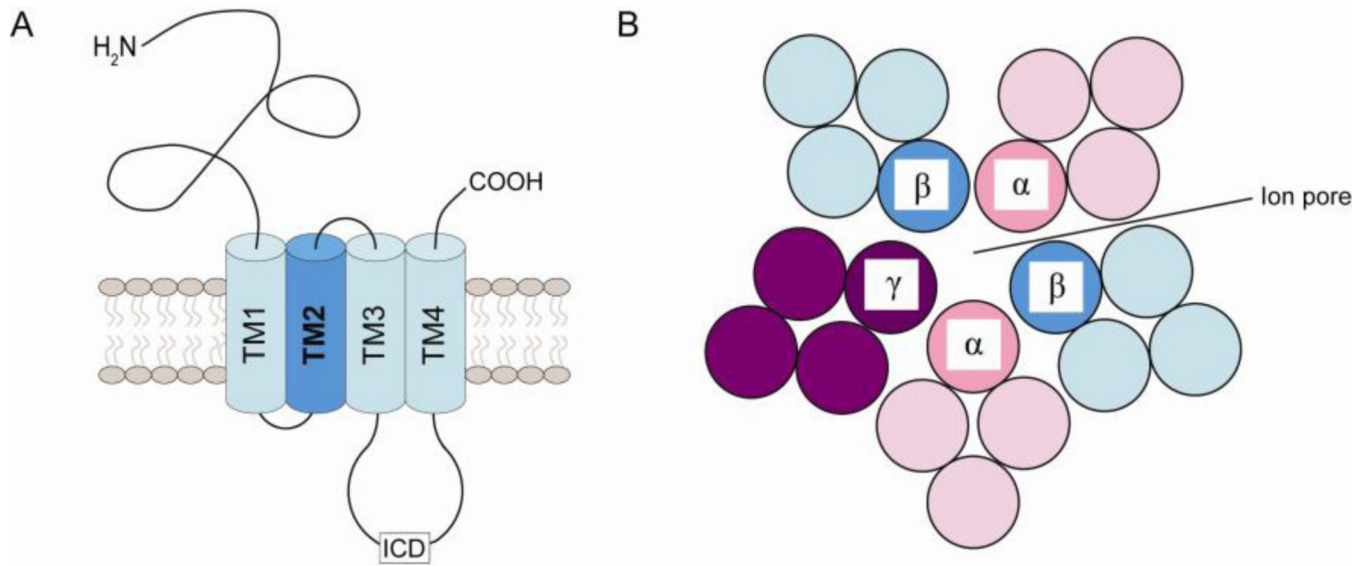 A
H₂N
COOH
TM1
TM2
TM3
TM4
ICD
B
β
α
Ion pore
γ
β
α